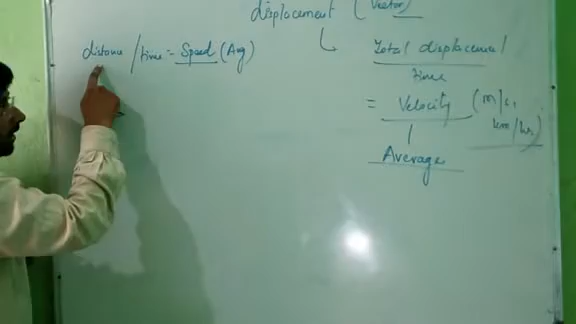 displacement (Vector)
distance / time = Speed (Avg)
Total displacement / time
= Velocity (m/s, km/hr)
Average